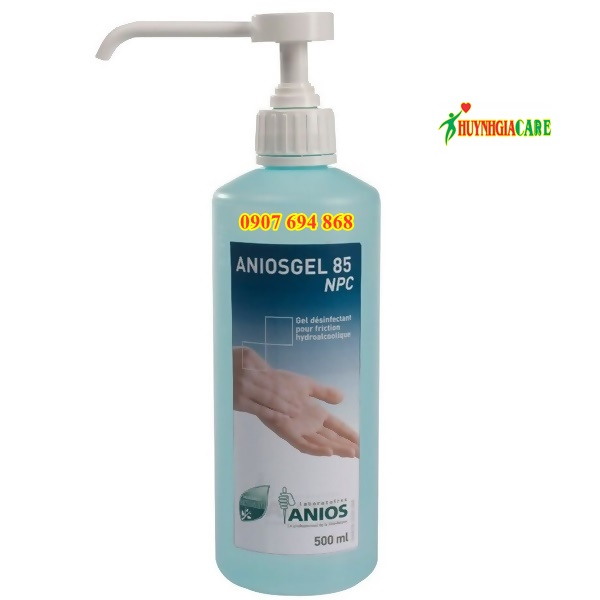 HUYNHGIACARE
0907 694 868
ANIOSGEL 85
NPC
Gel désinfectant
pour friction
hydroalcoolique
laboratoires
ANIOS
500 ml